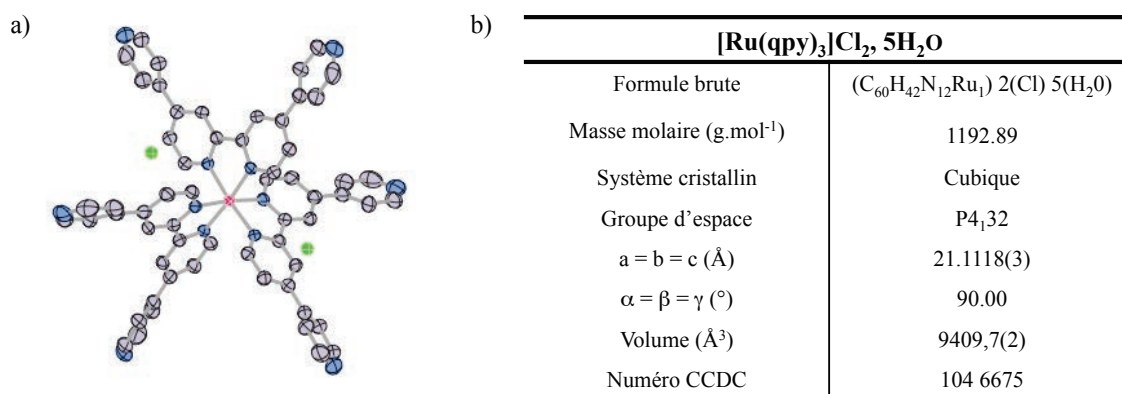 a)
b)
[Ru(qpy)₃]Cl₂, 5H₂O
Formule brute (C₆₀H₄₂N₁₂Ru₁) 2(Cl) 5(H₂0)
Masse molaire (g.mol⁻¹) 1192.89
Système cristallin Cubique
Groupe d’espace P4₁32
a = b = c (Å) 21.1118(3)
α = β = γ (°) 90.00
Volume (Å³) 9409,7(2)
Numéro CCDC 104 6675